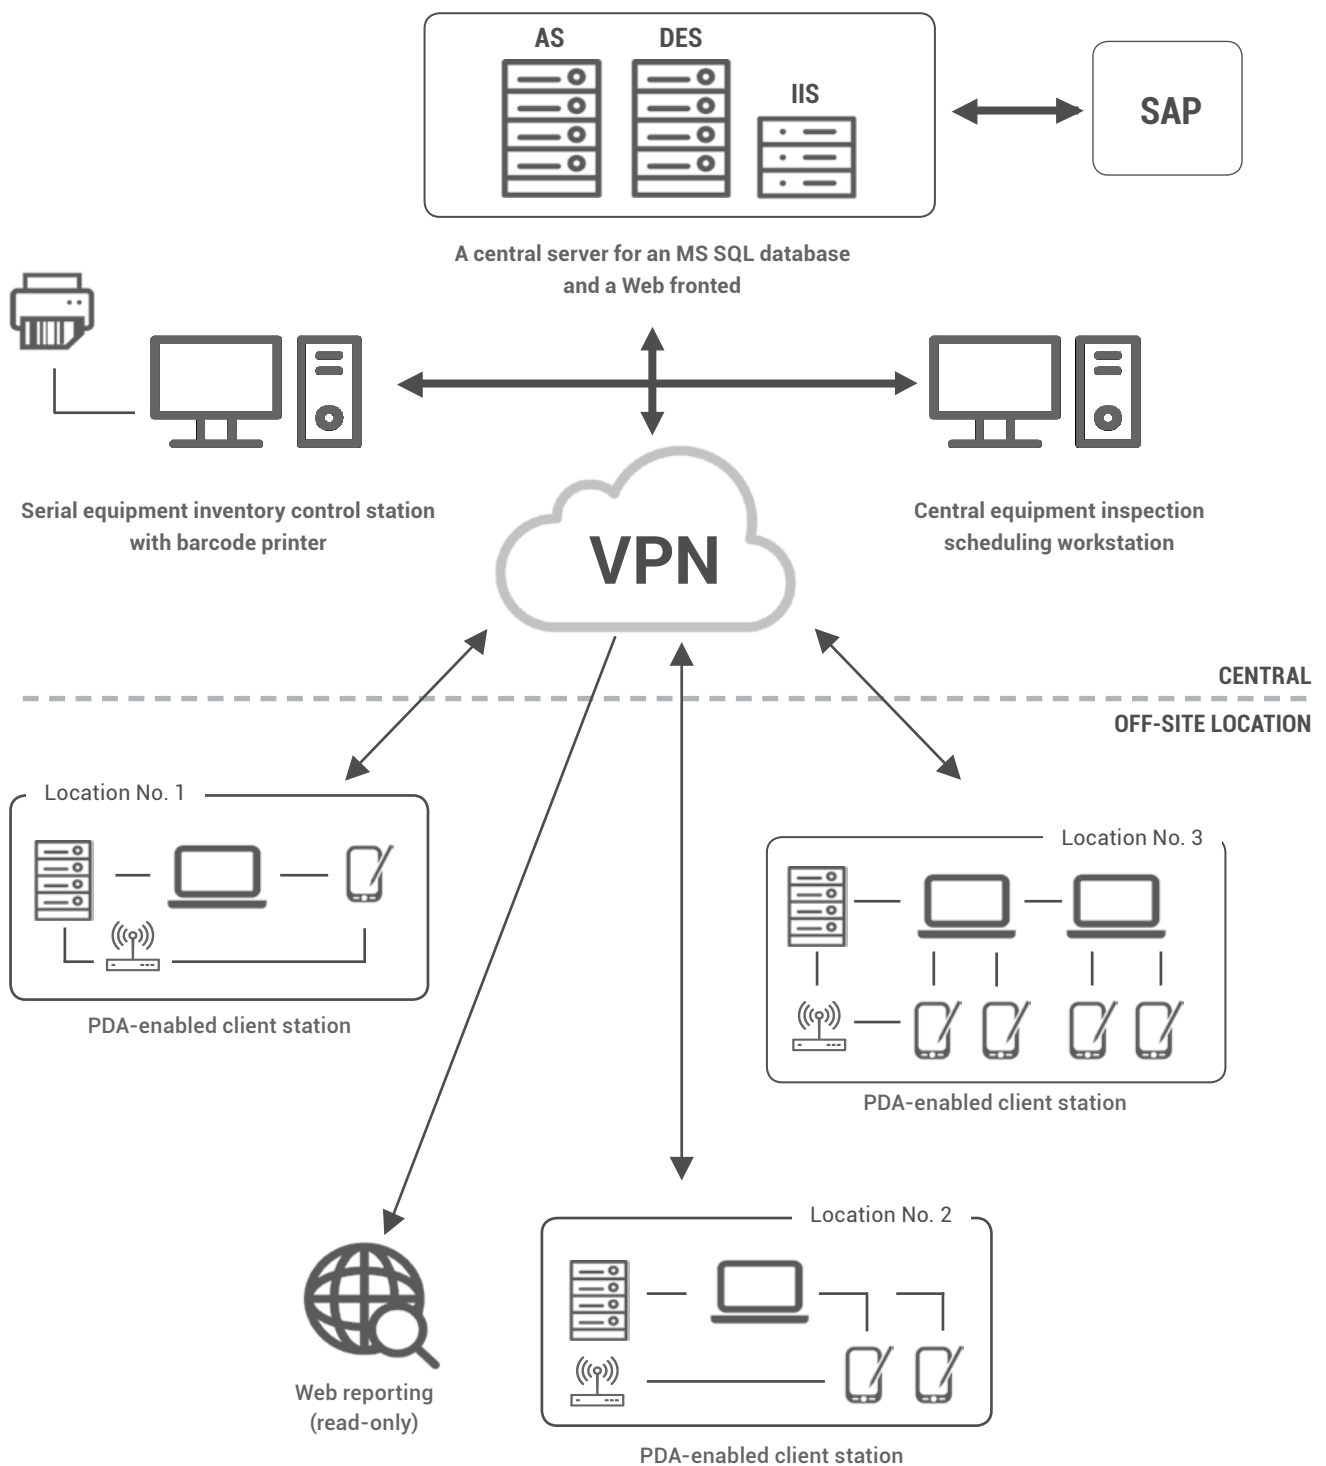 AS
DES
IIS
SAP
A central server for an MS SQL database
and a Web fronted
Serial equipment inventory control station
with barcode printer
Central equipment inspection
scheduling workstation
VPN
CENTRAL
OFF-SITE LOCATION
Location No. 1
PDA-enabled client station
Location No. 3
PDA-enabled client station
Location No. 2
Web reporting
(read-only)
PDA-enabled client station